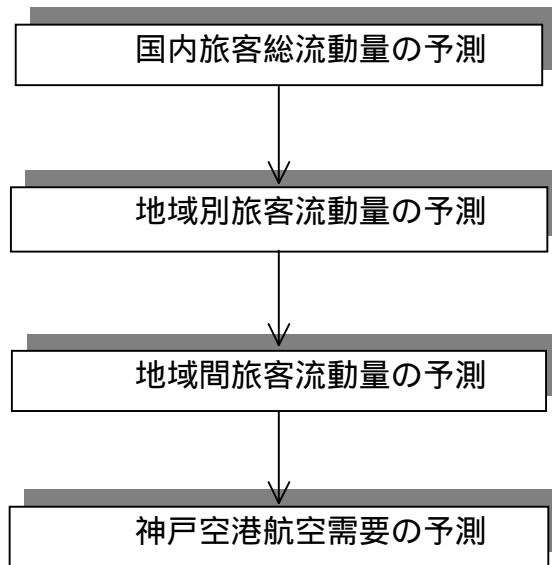 国内旅客総流動量の予測
地域別旅客流動量の予測
地域間旅客流動量の予測
神戸空港航空需要の予測